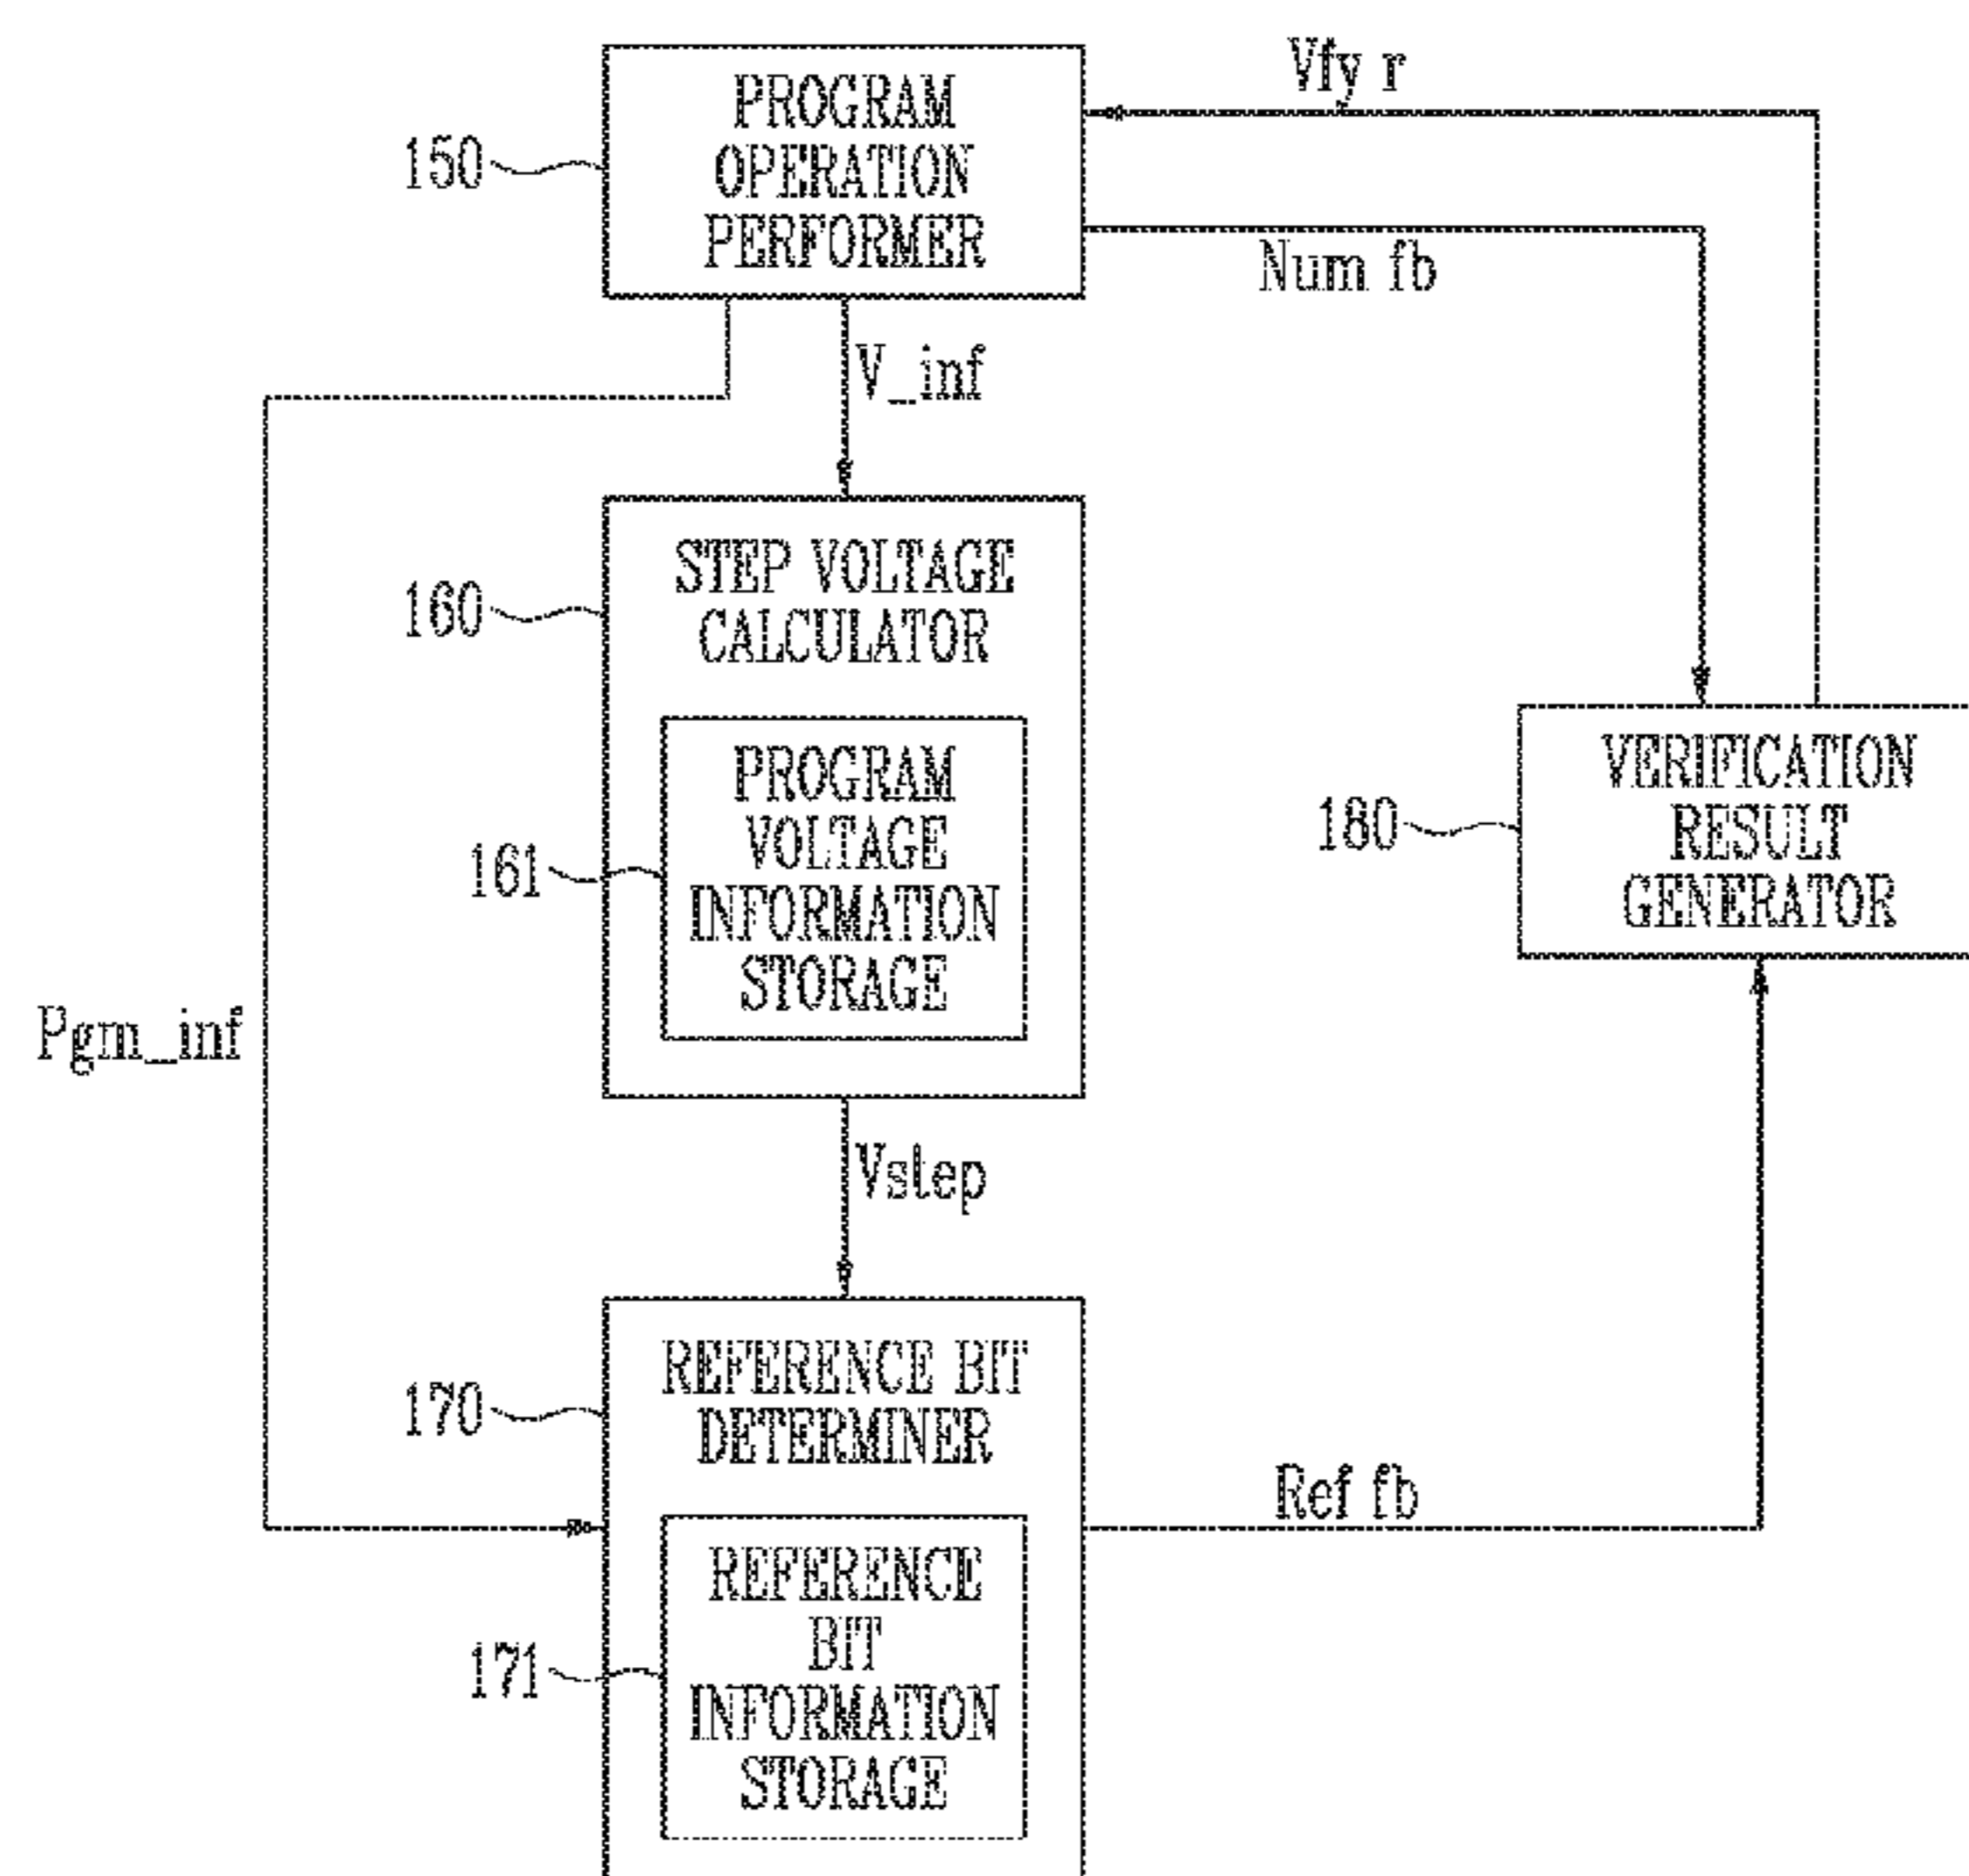 PROGRAM
OPERATION
PERFORMER
150
Vfy r
Num fb
V_inf
STEP VOLTAGE
CALCULATOR
160
PROGRAM
VOLTAGE
INFORMATION
STORAGE
161
VERIFICATION
RESULT
GENERATOR
180
Pgm_inf
Vstep
REFERENCE BIT
DETERMINER
170
Ref fb
REFERENCE
BIT
INFORMATION
STORAGE
171